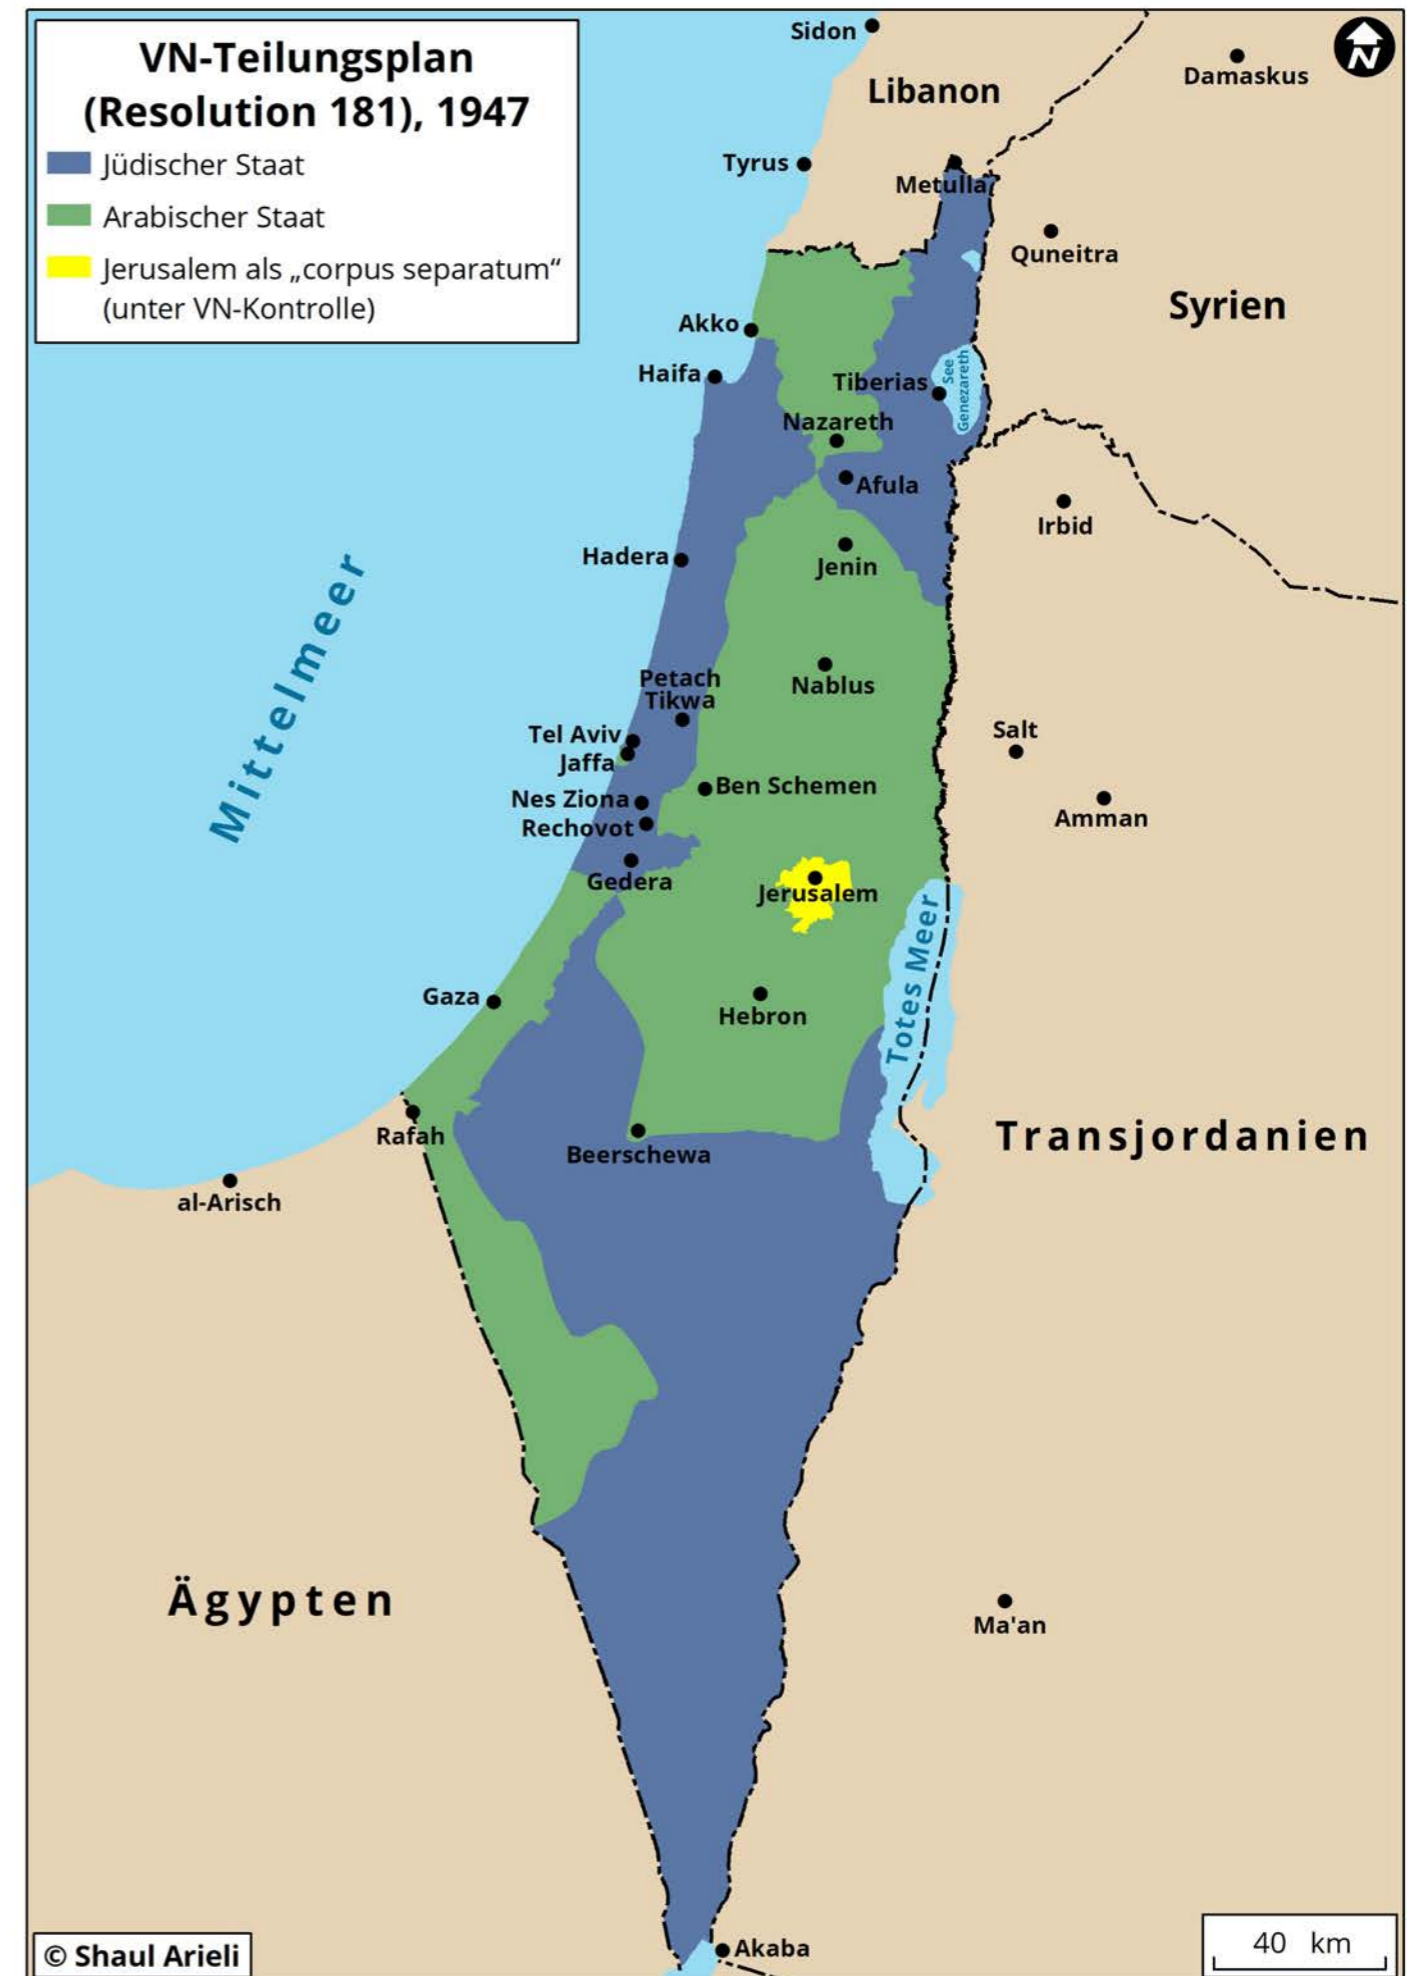 VN-Teilungsplan
(Resolution 181), 1947
Jüdischer Staat
Arabischer Staat
Jerusalem als „corpus separatum“
(unter VN-Kontrolle)
Sidon
N
Damaskus
Libanon
Tyrus
Metulla
Quneitra
Syrien
Akko
Haifa
Tiberias
See
Genezareth
Nazareth
Afula
Irbid
Hadera
Jenin
Mittelmeer
Petach
Tikwa
Nablus
Tel Aviv
Jaffa
Salt
Ben Schemen
Nes Ziona
Rechovot
Amman
Gedera
Jerusalem
Totes Meer
Gaza
Hebron
Rafah
Beerschewa
Transjordanien
al-Arisch
Ägypten
Ma'an
Akaba
© Shaul Arieli
40 km